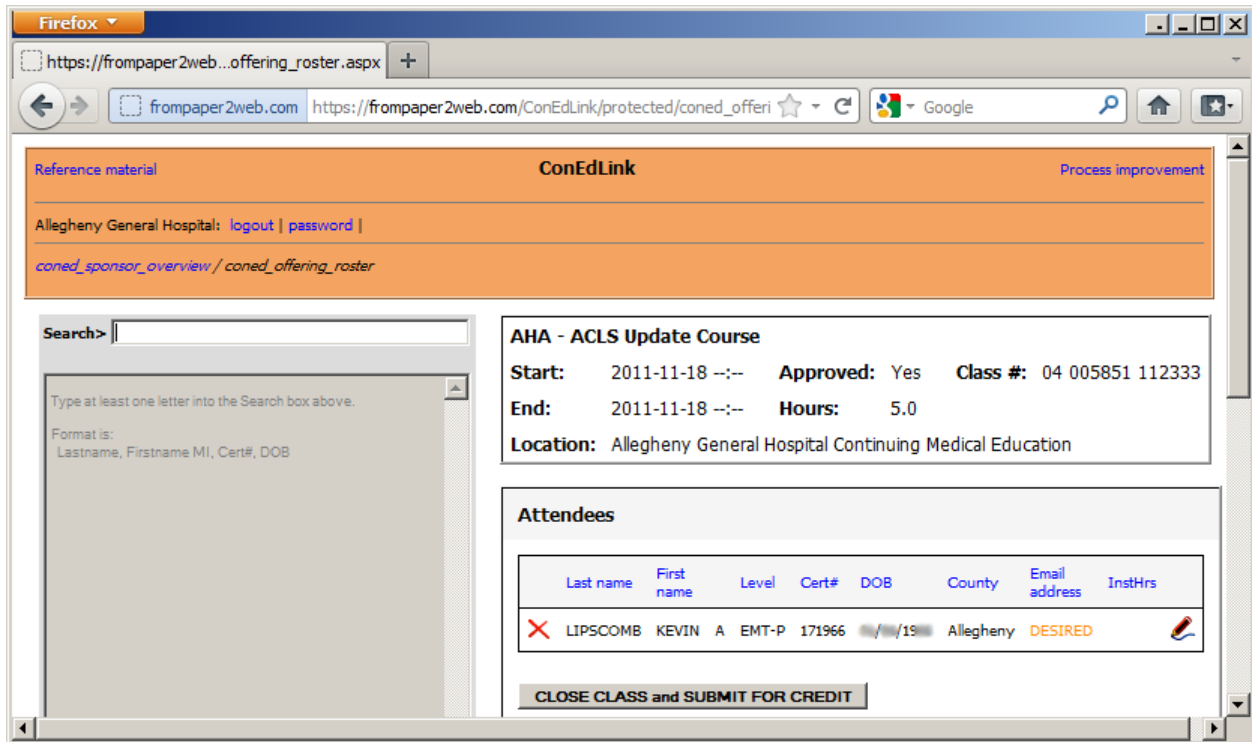 Firefox
https://frompaper2web...offering_roster.aspx +
frompaper2web.com https://frompaper2web.com/ConEdLink/protected/coned_offeri Google
Reference material ConEdLink Process improvement
Allegheny General Hospital: logout | password |
coned_sponsor_overview / coned_offering_roster
Search>
Type at least one letter into the Search box above.
Format is:
Lastname, Firstname MI, Cert#, DOB
AHA - ACLS Update Course
Start: 2011-11-18 --:-- Approved: Yes Class #: 04 005851 112333
End: 2011-11-18 --:-- Hours: 5.0
Location: Allegheny General Hospital Continuing Medical Education
Attendees
Last name First name Level Cert# DOB County Email address InstHrs
LIPSCOMB KEVIN A EMT-P 171966 / /19 Allegheny DESIRED
CLOSE CLASS and SUBMIT FOR CREDIT